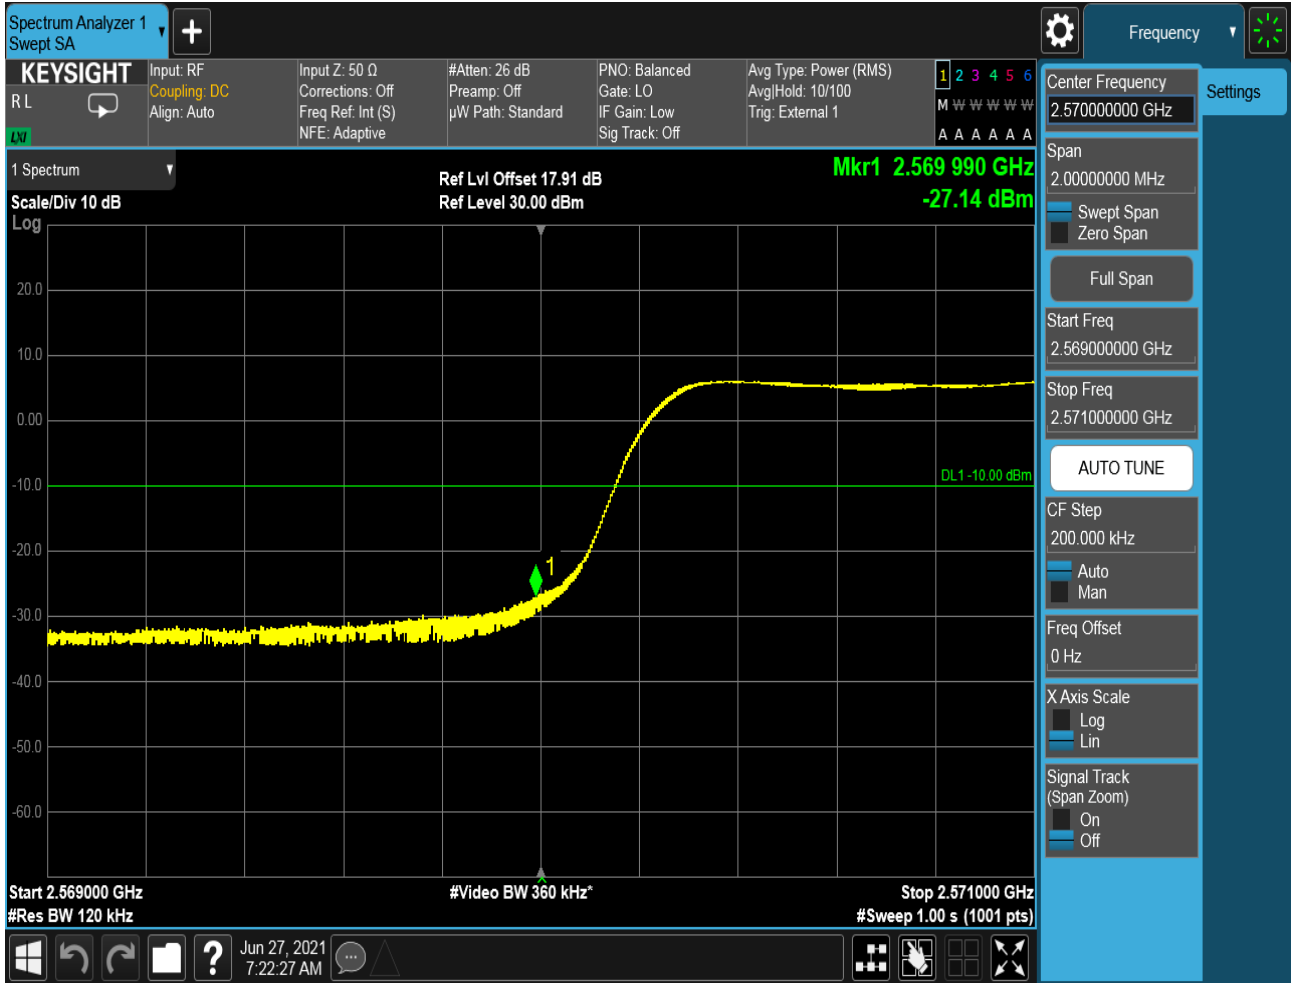 Spectrum Analyzer 1
Swept SA
Frequency
KEYSIGHT
R L
LXI
Input: RF
Coupling: DC
Align: Auto
Input Z: 50 Ω
Corrections: Off
Freq Ref: Int (S)
NFE: Adaptive
#Atten: 26 dB
Preamp: Off
µW Path: Standard
PNO: Balanced
Gate: LO
IF Gain: Low
Sig Track: Off
Avg Type: Power (RMS)
Avg|Hold: 10/100
Trig: External 1
1 2 3 4 5 6
M W W W W W
A A A A A A
1 Spectrum
Scale/Div 10 dB
Log
Ref Lvl Offset 17.91 dB
Ref Level 30.00 dBm
Mkr1 2.569 990 GHz
-27.14 dBm
20.0
10.0
0.00
-10.0
-20.0
-30.0
-40.0
-50.0
-60.0
DL1 -10.00 dBm
1
Start 2.569000 GHz
#Res BW 120 kHz
#Video BW 360 kHz*
Stop 2.571000 GHz
#Sweep 1.00 s (1001 pts)
Center Frequency
2.570000000 GHz
Settings
Span
2.00000000 MHz
Swept Span
Zero Span
Full Span
Start Freq
2.569000000 GHz
Stop Freq
2.571000000 GHz
AUTO TUNE
CF Step
200.000 kHz
Auto
Man
Freq Offset
0 Hz
X Axis Scale
Log
Lin
Signal Track
(Span Zoom)
On
Off
?
Jun 27, 2021
7:22:27 AM